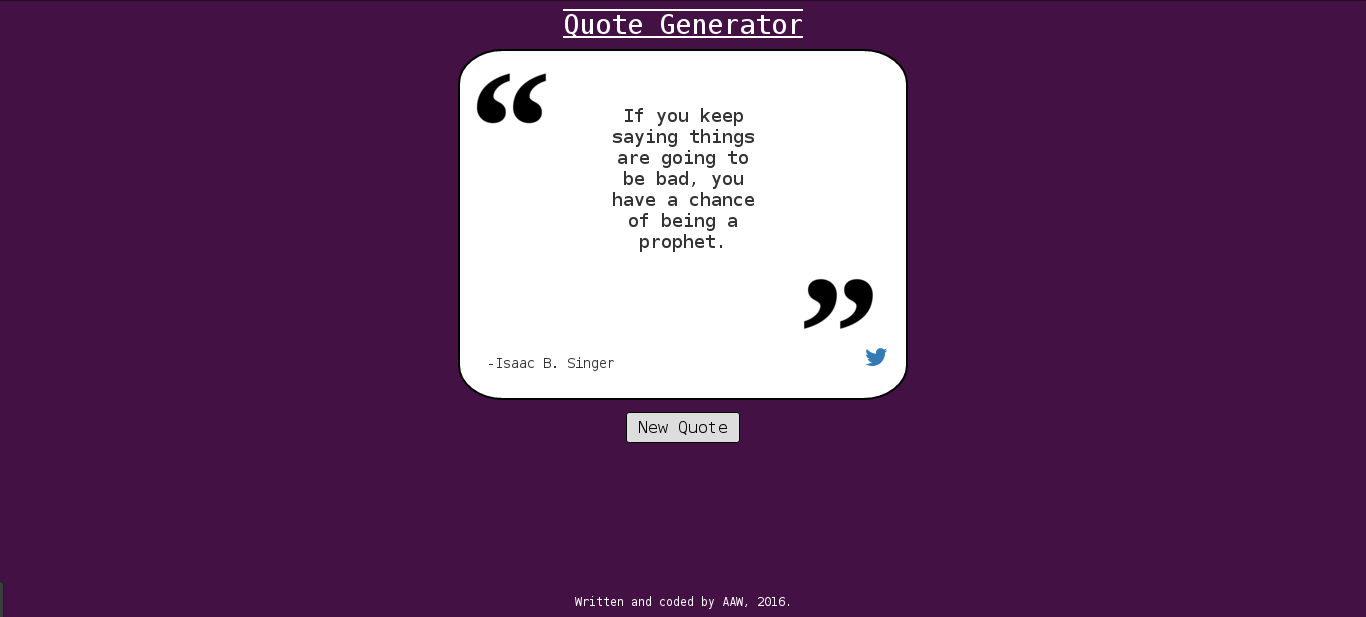 Quote Generator
“
If you keep
saying things
are going to
be bad, you
have a chance
of being a
prophet.
”
-Isaac B. Singer
New Quote
Written and coded by AAW, 2016.